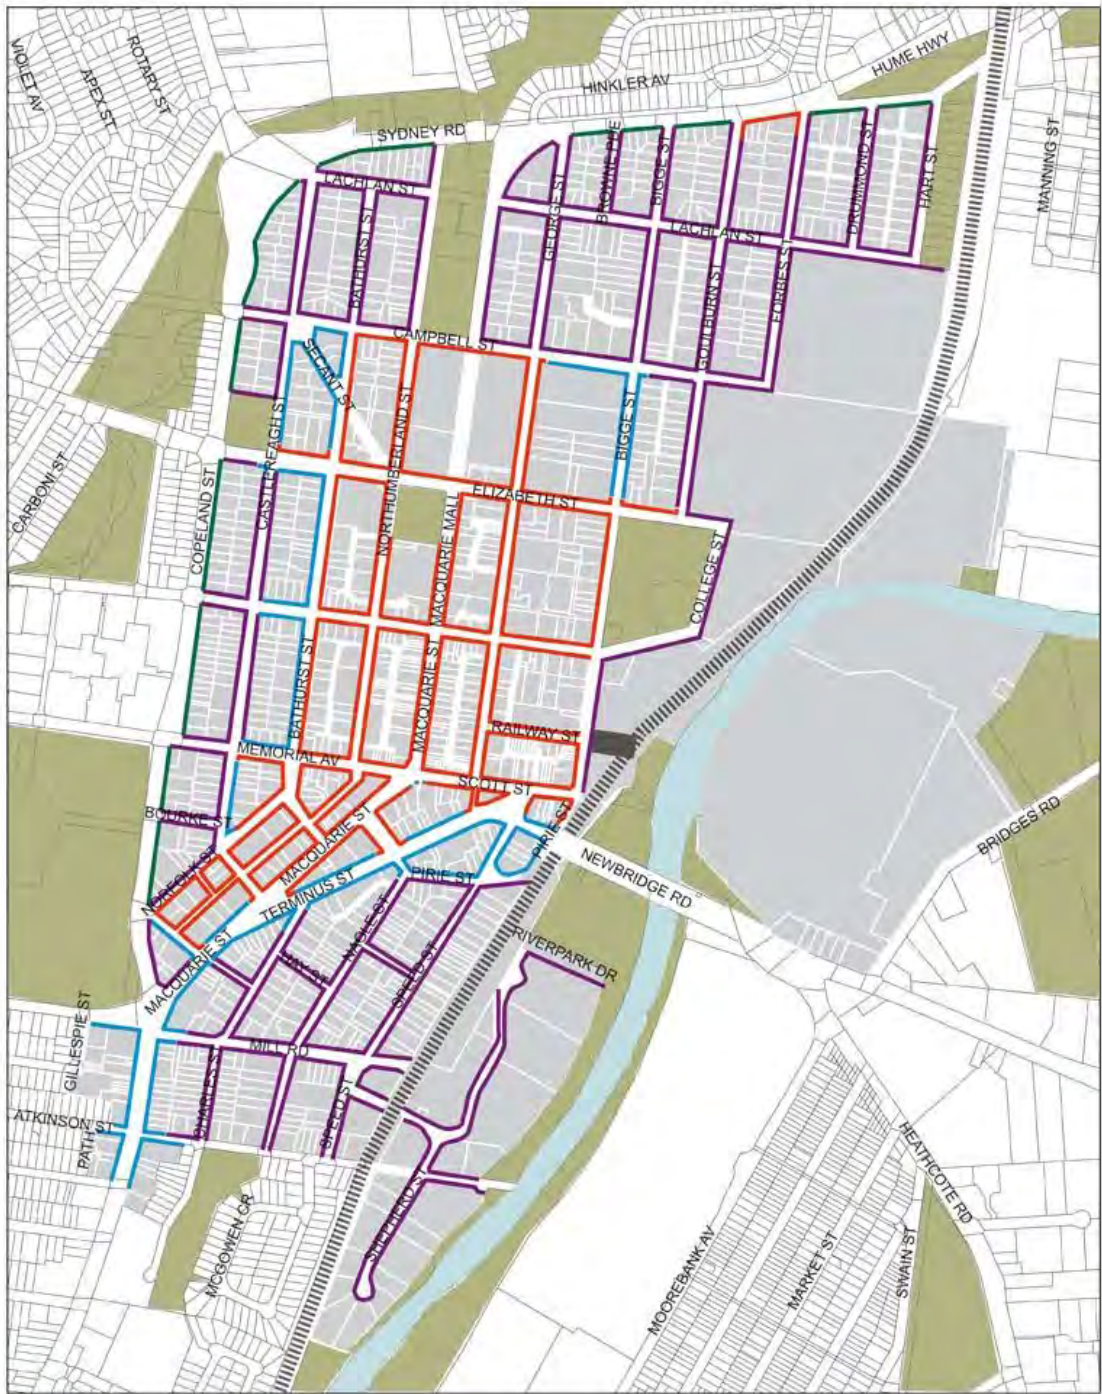 HUME HWY
VIOLET AV
APEX ST
ROTARY ST
HINKLER AV
SYDNEY RD
MANNING ST
LACHLAN ST
BROWNE PDE
BIGGE ST
DRUMMOND ST
HART ST
BATHURST ST
GEORGE ST
LACHLAN ST
GOULBURN ST
FORBES ST
CAMPBELL ST
SECANT ST
NORTHUMBERLAND ST
BIGGE ST
CARBONI ST
COPELAND ST
CASTLEREAGH ST
ELIZABETH ST
MACQUARIE MALL
COLLEGE ST
BATHURST ST
MACQUARIE ST
RAILWAY ST
MEMORIAL AV
SCOTT ST
BOURKE ST
MACQUARIE ST
PIRIE ST
NORFOLK ST
TERMINUS ST
PIRIE ST
NEWBRIDGE RD
BRIDGES RD
MACQUARIE ST
NAGLE ST
HAY ST
SPEED ST
RIVERPARK DR
GILLESPIE ST
MILL RD
CHARLES ST
SPEED ST
ATKINSON ST
PATH
SHEPHERD ST
MCGOWEN CR
HEATHCOTE RD
MOOREBANK AV
MARKET ST
SWAIN ST